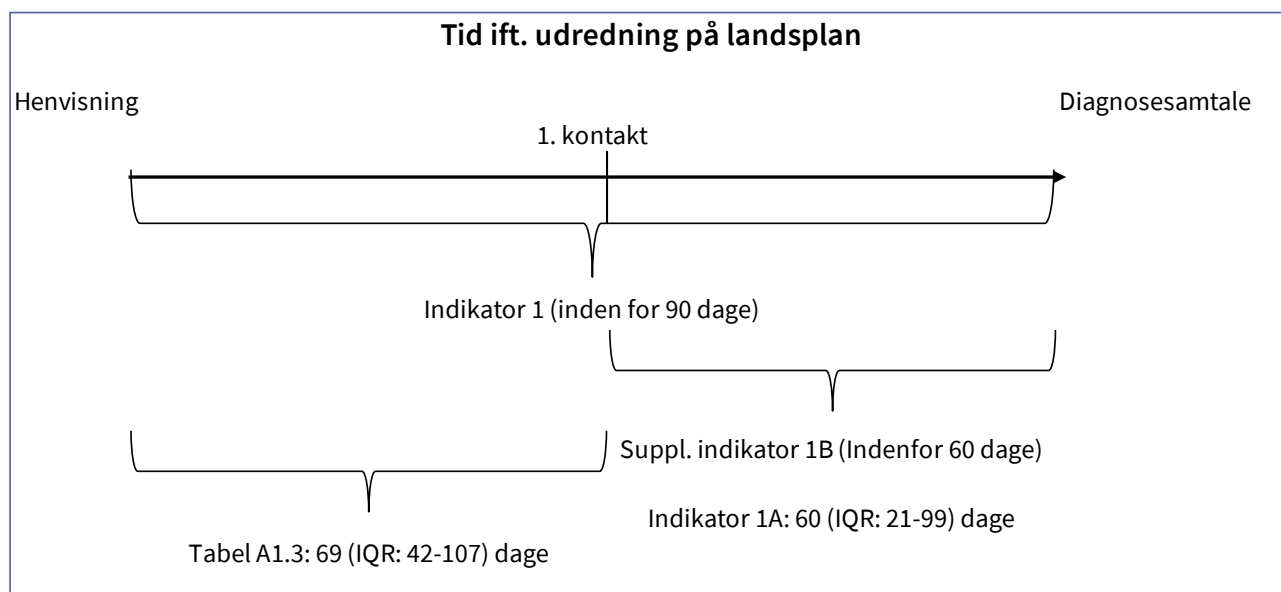 Tid ift. udredning på landsplan
Henvisning
Diagnosesamtale
1. kontakt
Indikator 1 (inden for 90 dage)
Suppl. indikator 1B (Indenfor 60 dage)
Indikator 1A: 60 (IQR: 21-99) dage
Tabel A1.3: 69 (IQR: 42-107) dage